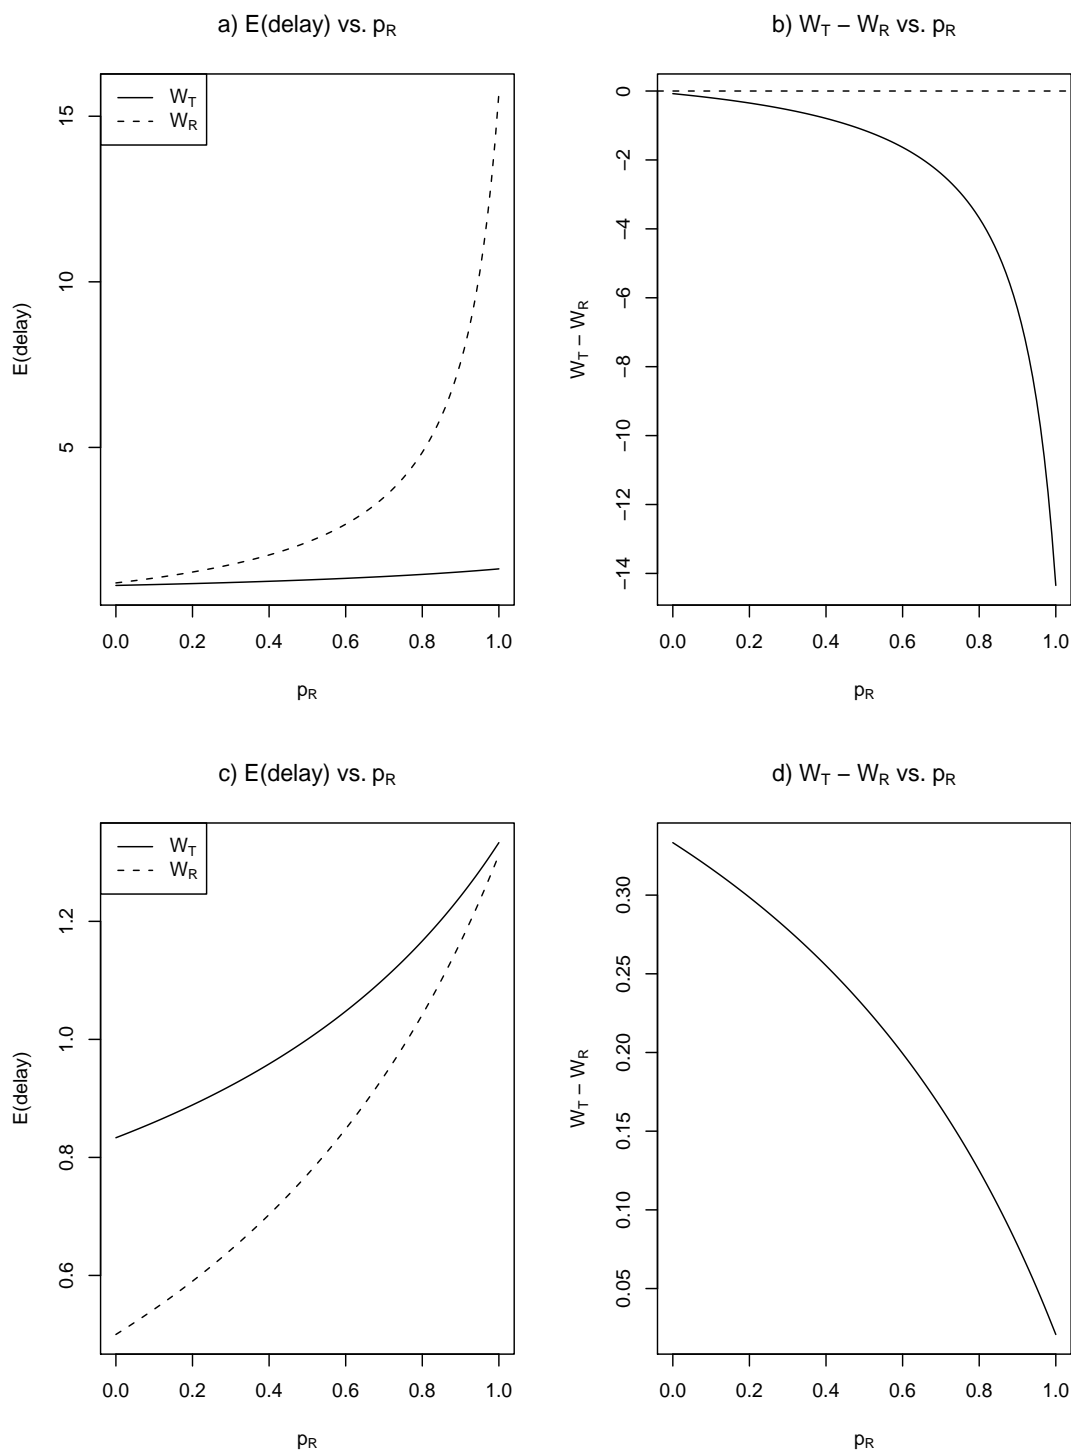 a) E(delay) vs. p_R
W_T
W_R
15
10
5
E(delay)
0.0 0.2 0.4 0.6 0.8 1.0
p_R
b) W_T − W_R vs. p_R
0
−2
−4
−6
−8
−10
−12
−14
W_T − W_R
0.0 0.2 0.4 0.6 0.8 1.0
p_R
c) E(delay) vs. p_R
W_T
W_R
1.2
1.0
0.8
0.6
E(delay)
0.0 0.2 0.4 0.6 0.8 1.0
p_R
d) W_T − W_R vs. p_R
0.30
0.25
0.20
0.15
0.10
0.05
W_T − W_R
0.0 0.2 0.4 0.6 0.8 1.0
p_R